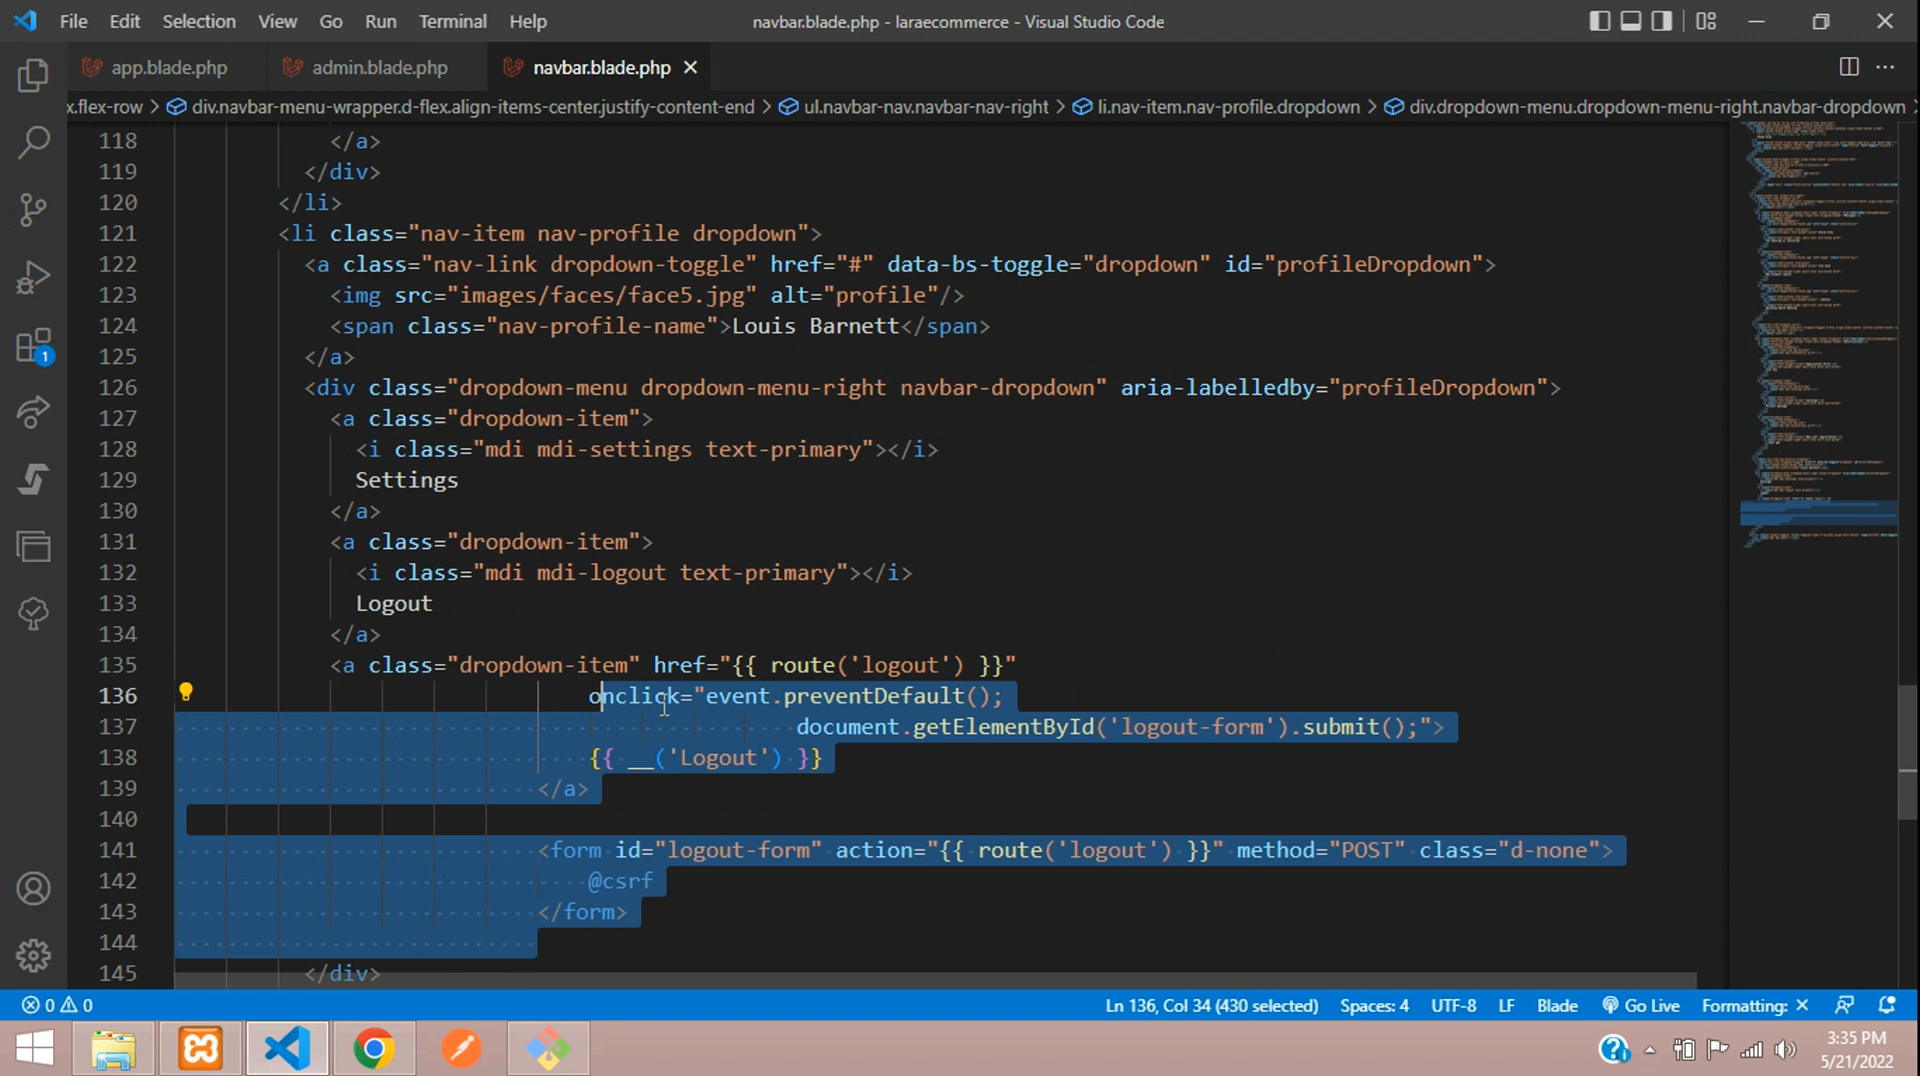 File Edit Selection View Go Run Terminal Help navbar.blade.php - laraecommerce - Visual Studio Code
app.blade.php admin.blade.php navbar.blade.php
x.flex-row > div.navbar-menu-wrapper.d-flex.align-items-center.justify-content-end > ul.navbar-nav.navbar-nav-right > li.nav-item.nav-profile.dropdown > div.dropdown-menu.dropdown-menu-right.navbar-dropdown >
118 </a>
119 </div>
120 </li>
121 <li class="nav-item nav-profile dropdown">
122 <a class="nav-link dropdown-toggle" href="#" data-bs-toggle="dropdown" id="profileDropdown">
123 <img src="images/faces/face5.jpg" alt="profile"/>
124 <span class="nav-profile-name">Louis Barnett</span>
125 </a>
126 <div class="dropdown-menu dropdown-menu-right navbar-dropdown" aria-labelledby="profileDropdown">
127 <a class="dropdown-item">
128 <i class="mdi mdi-settings text-primary"></i>
129 Settings
130 </a>
131 <a class="dropdown-item">
132 <i class="mdi mdi-logout text-primary"></i>
133 Logout
134 </a>
135 <a class="dropdown-item" href="{{ route('logout') }}"
136 onclick="event.preventDefault();
137 document.getElementById('logout-form').submit();">
138 {{ __('Logout') }}
139 </a>
140
141 <form id="logout-form" action="{{ route('logout') }}" method="POST" class="d-none">
142 @csrf
143 </form>
144
145 </div>
1
0 0 Ln 136, Col 34 (430 selected) Spaces: 4 UTF-8 LF Blade Go Live Formatting: ×
3:35 PM
5/21/2022